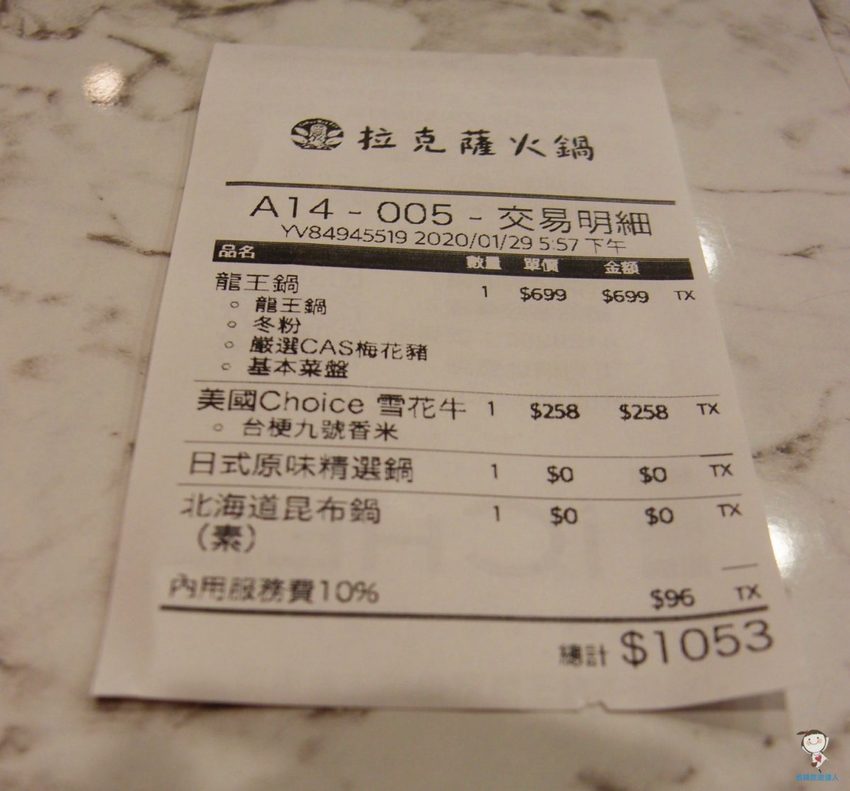 拉克薩火鍋
A14 - 005 - 交易明細
YV84945519 2020/01/29 5:57 下午
品名 數量 單價 金額
龍王鍋 1 $699 $699 TX
○ 龍王鍋
○ 冬粉
○ 嚴選CAS梅花豬
○ 基本菜盤
美國Choice 雪花牛 1 $258 $258 TX
○ 台梗九號香米
日式原味精選鍋 1 $0 $0 TX
北海道昆布鍋 1 $0 $0 TX
（素）
內用服務費10% $96 TX
總計 $1053